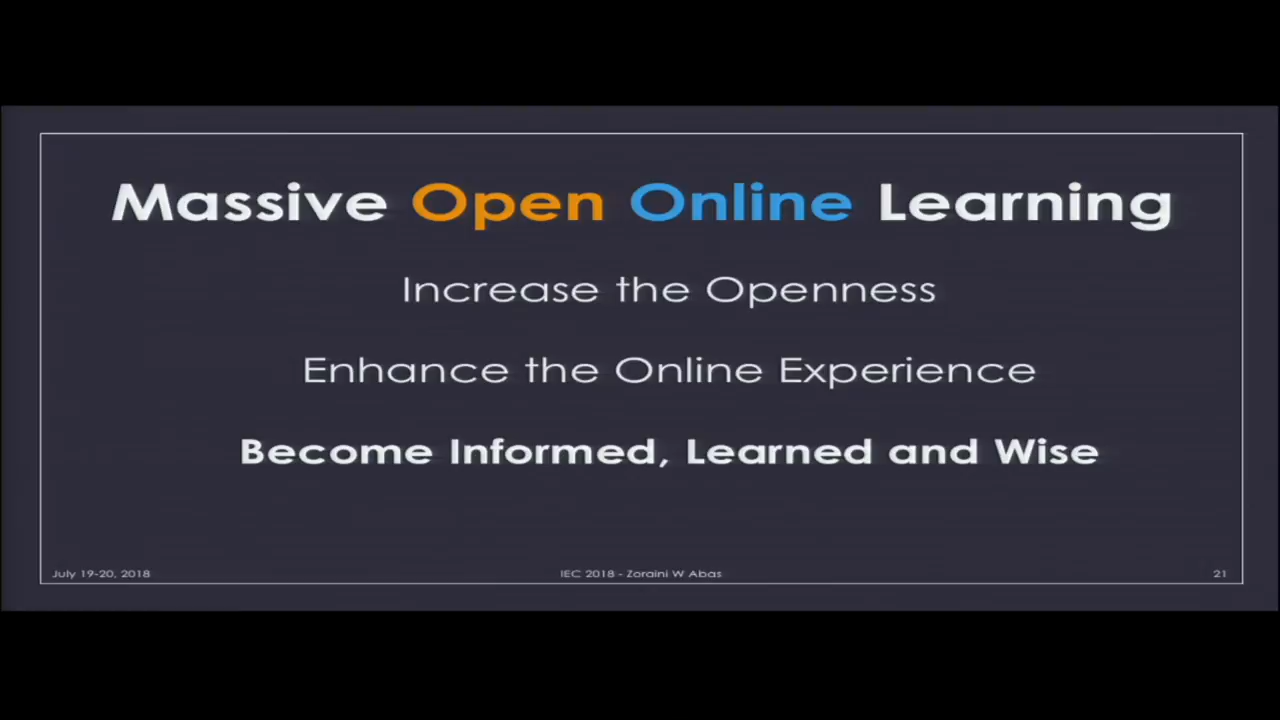 Massive Open Online Learning
Increase the Openness
Enhance the Online Experience
Become Informed, Learned and Wise
July 19-20, 2018
IEC 2018 - Zoraini W Abas
21